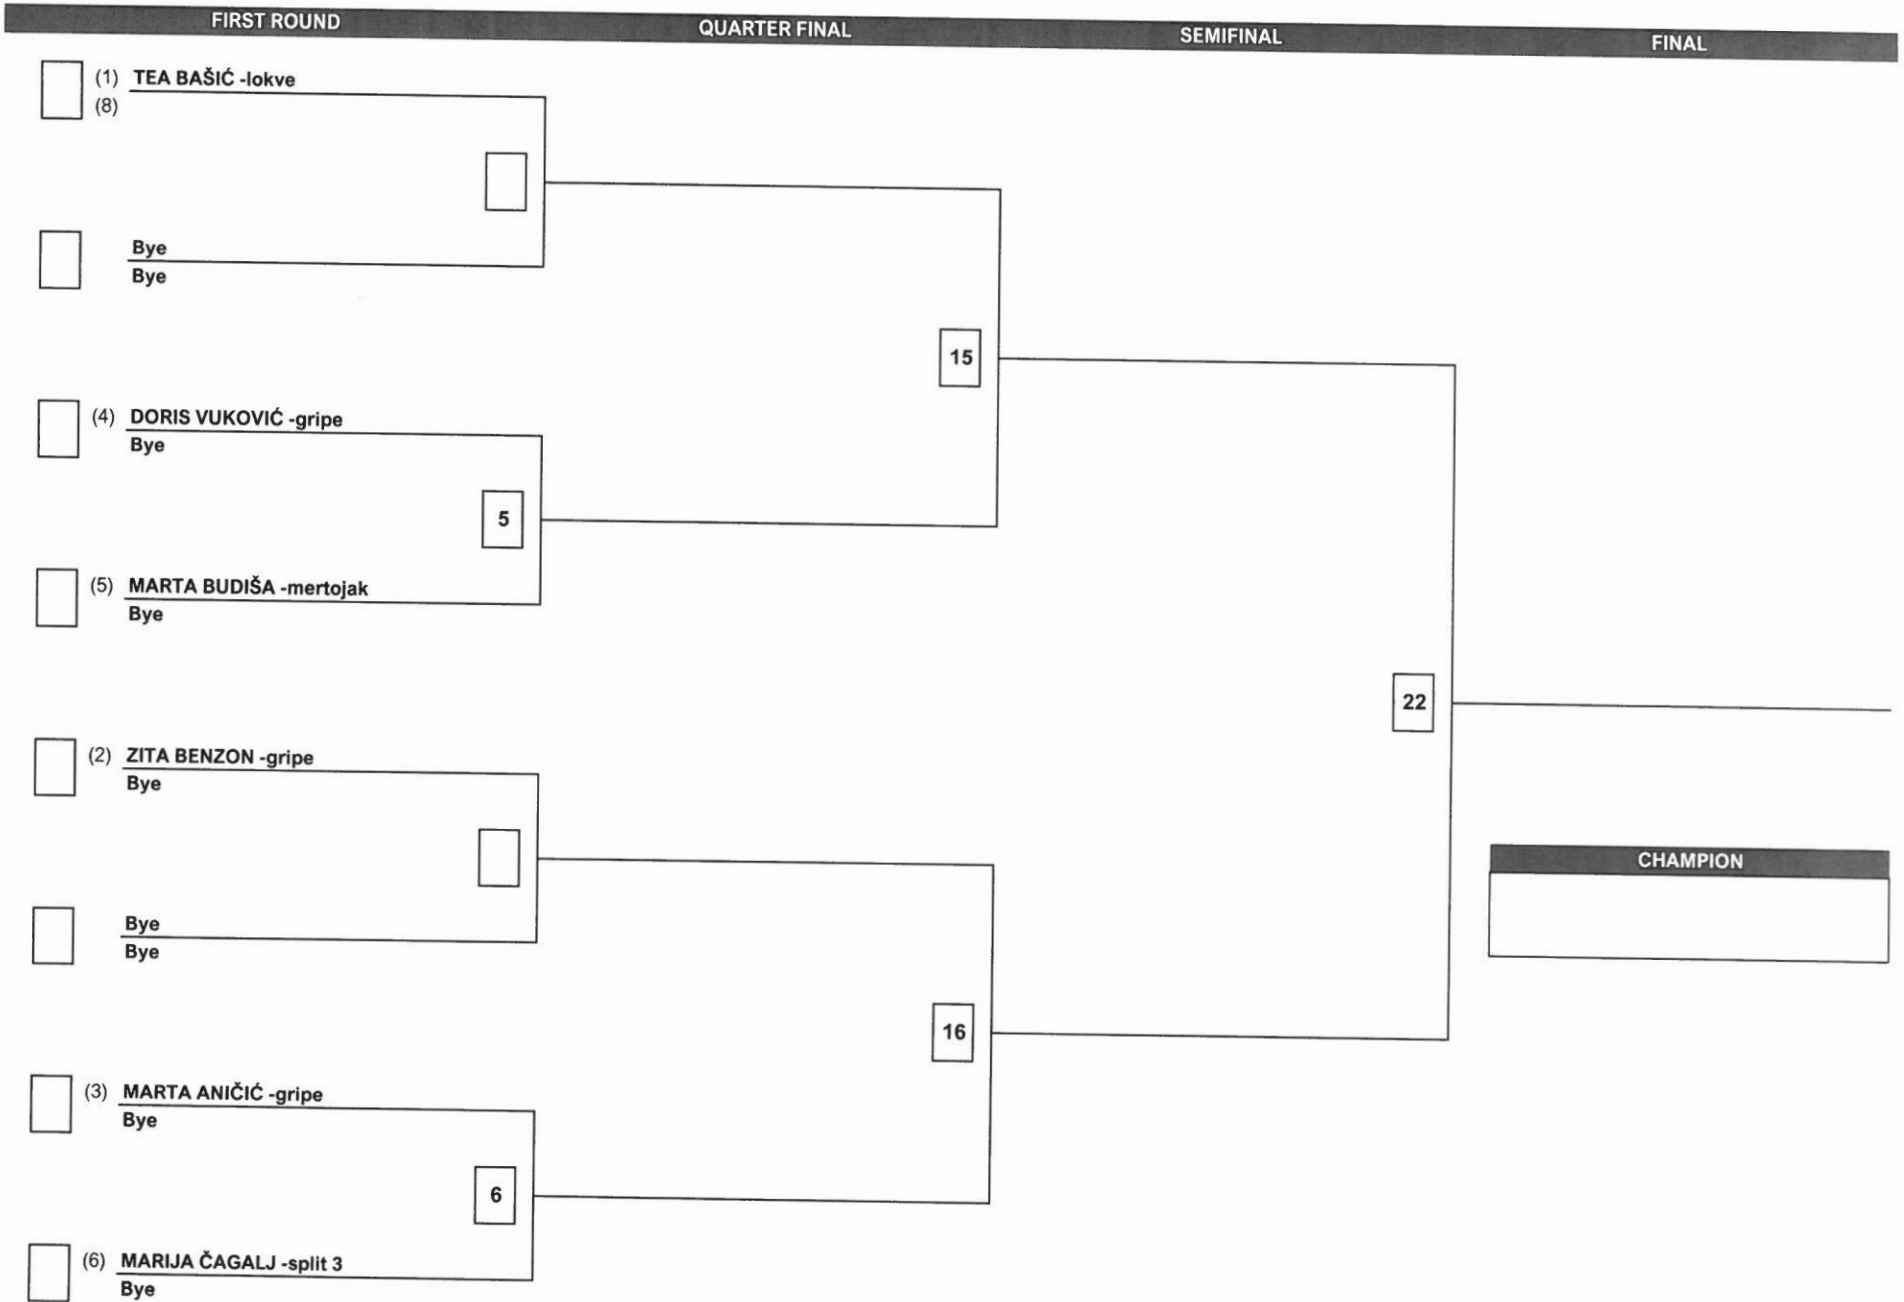 FIRST ROUND QUARTER FINAL SEMIFINAL FINAL
(1) TEA BAŠIĆ -lokve
(8)
Bye
Bye
15
(4) DORIS VUKOVIĆ -gripe
Bye
5
(5) MARTA BUDIŠA -mertojak
Bye
22
(2) ZITA BENZON -gripe
Bye
CHAMPION
Bye
Bye
16
(3) MARTA ANIČIĆ -gripe
Bye
6
(6) MARIJA ČAGALJ -split 3
Bye